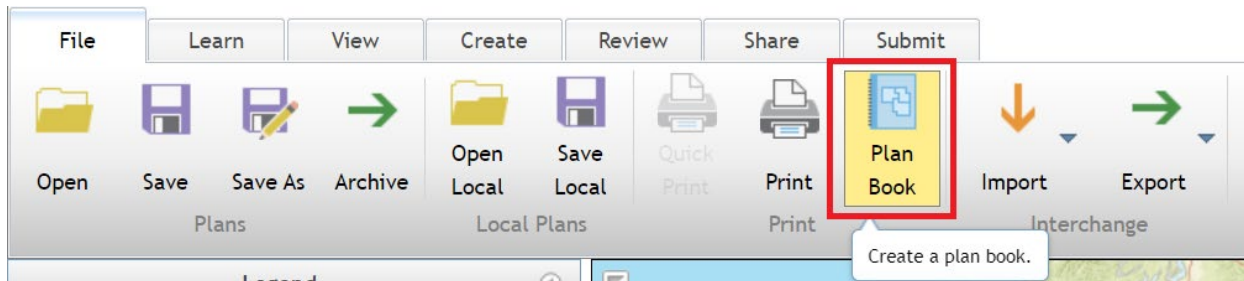 File Learn View Create Review Share Submit
Open Save Save As Archive Open Local Save Local Quick Print Print Plan Book Import Export
Plans Local Plans Print Interchange
Create a plan book.
Legend